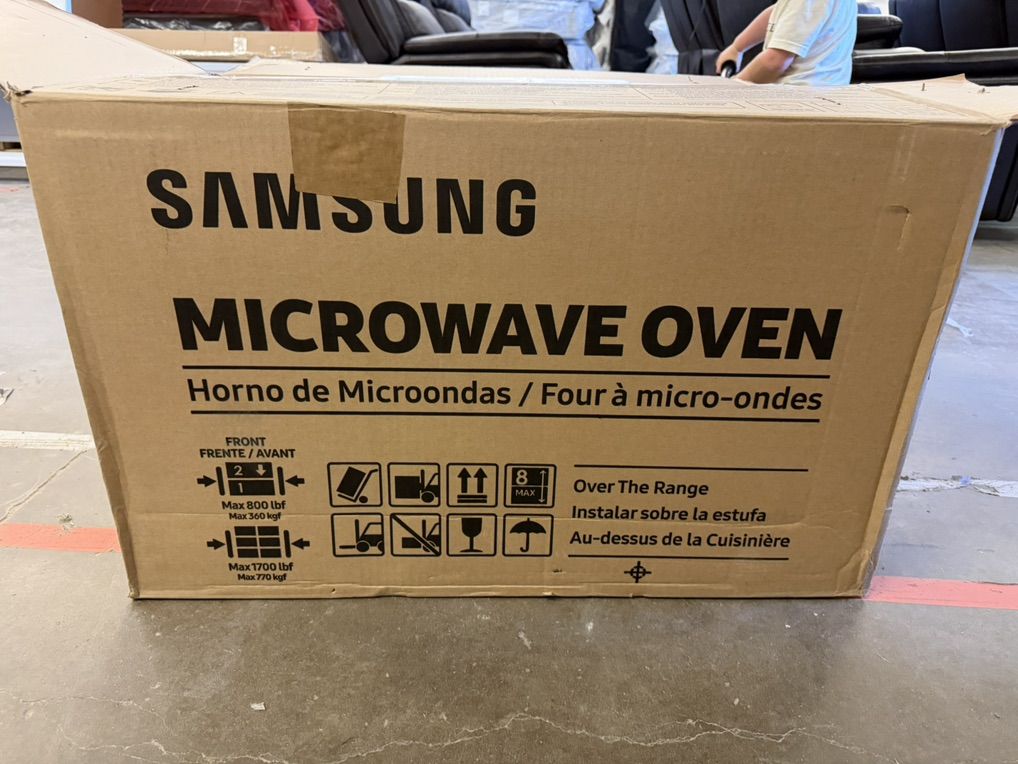 SAMSUNG
MICROWAVE OVEN
Horno de Microondas / Four à micro-ondes
FRONT
FRENTE / AVANT
2
1
Max 800 lbf
Max 360 kgf
Max 1700 lbf
Max 770 kgf
8
MAX
Over The Range
Instalar sobre la estufa
Au-dessus de la Cuisinière